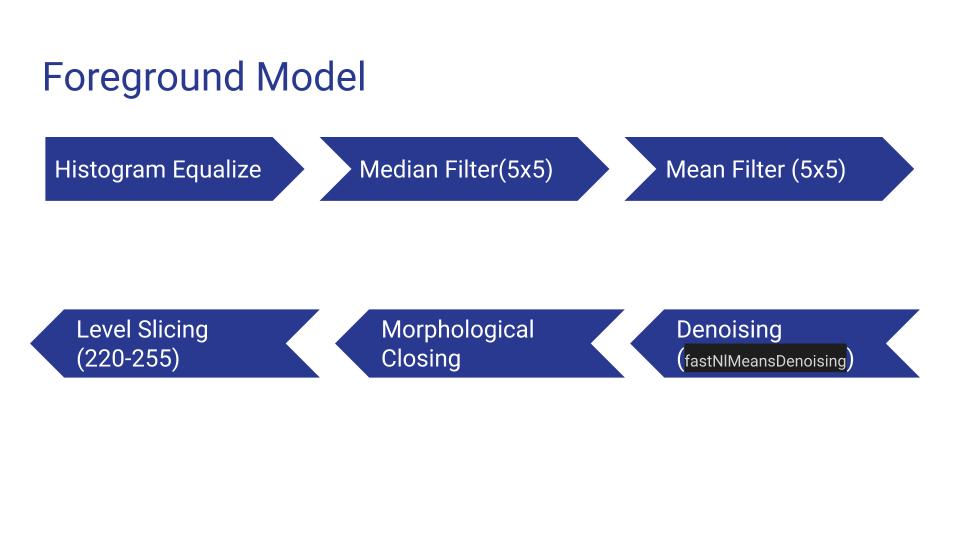 Foreground Model
Histogram Equalize
Median Filter(5x5)
Mean Filter (5x5)
Level Slicing
(220-255)
Morphological
Closing
Denoising
(fastNlMeansDenoising)